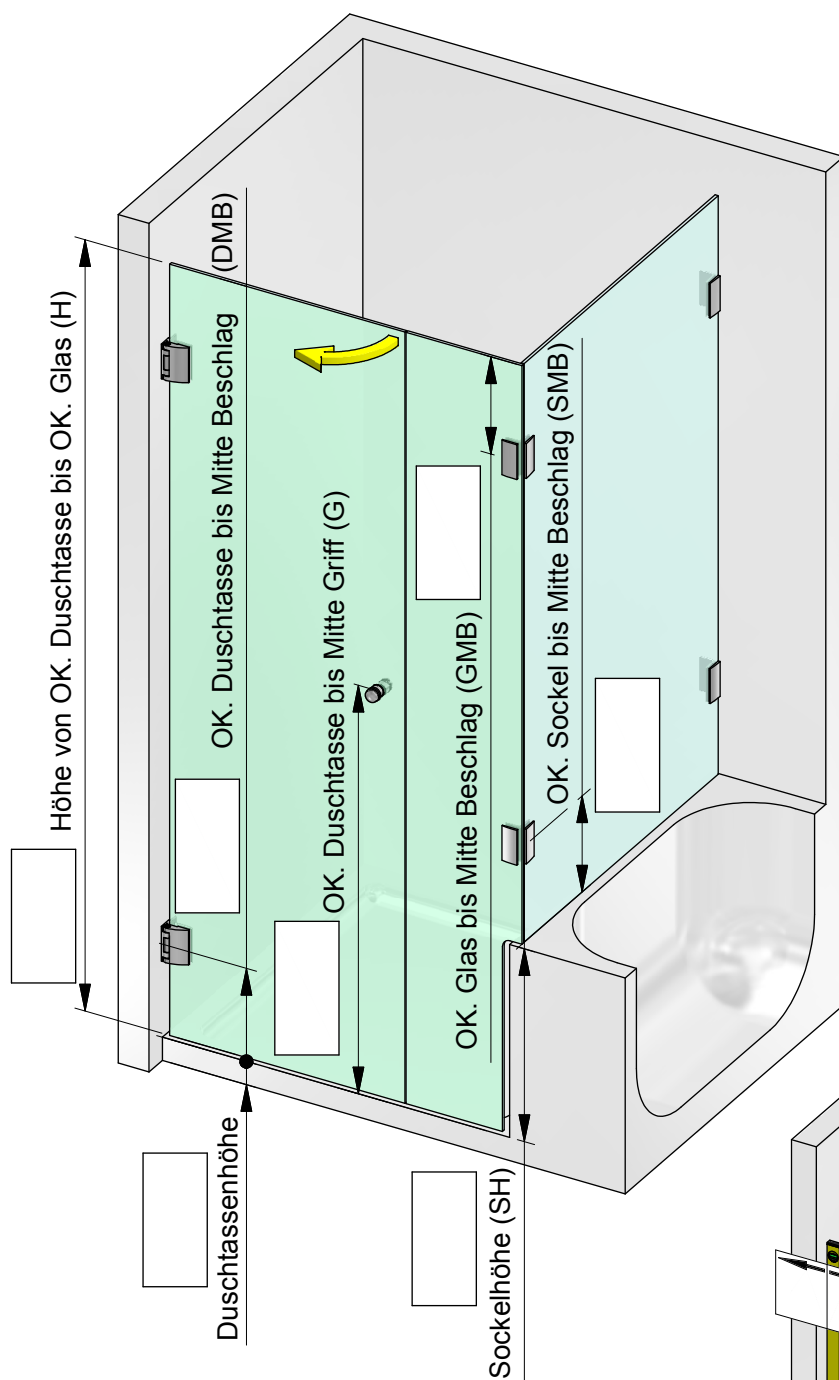 Höhe von OK. Duschtasse bis OK. Glas (H)
OK. Duschtasse bis Mitte Beschlag (DMB)
OK. Duschtasse bis Mitte Griff (G)
OK. Glas bis Mitte Beschlag (GMB)
OK. Sockel bis Mitte Beschlag (SMB)
Duschtassenhöhe
Sockelhöhe (SH)